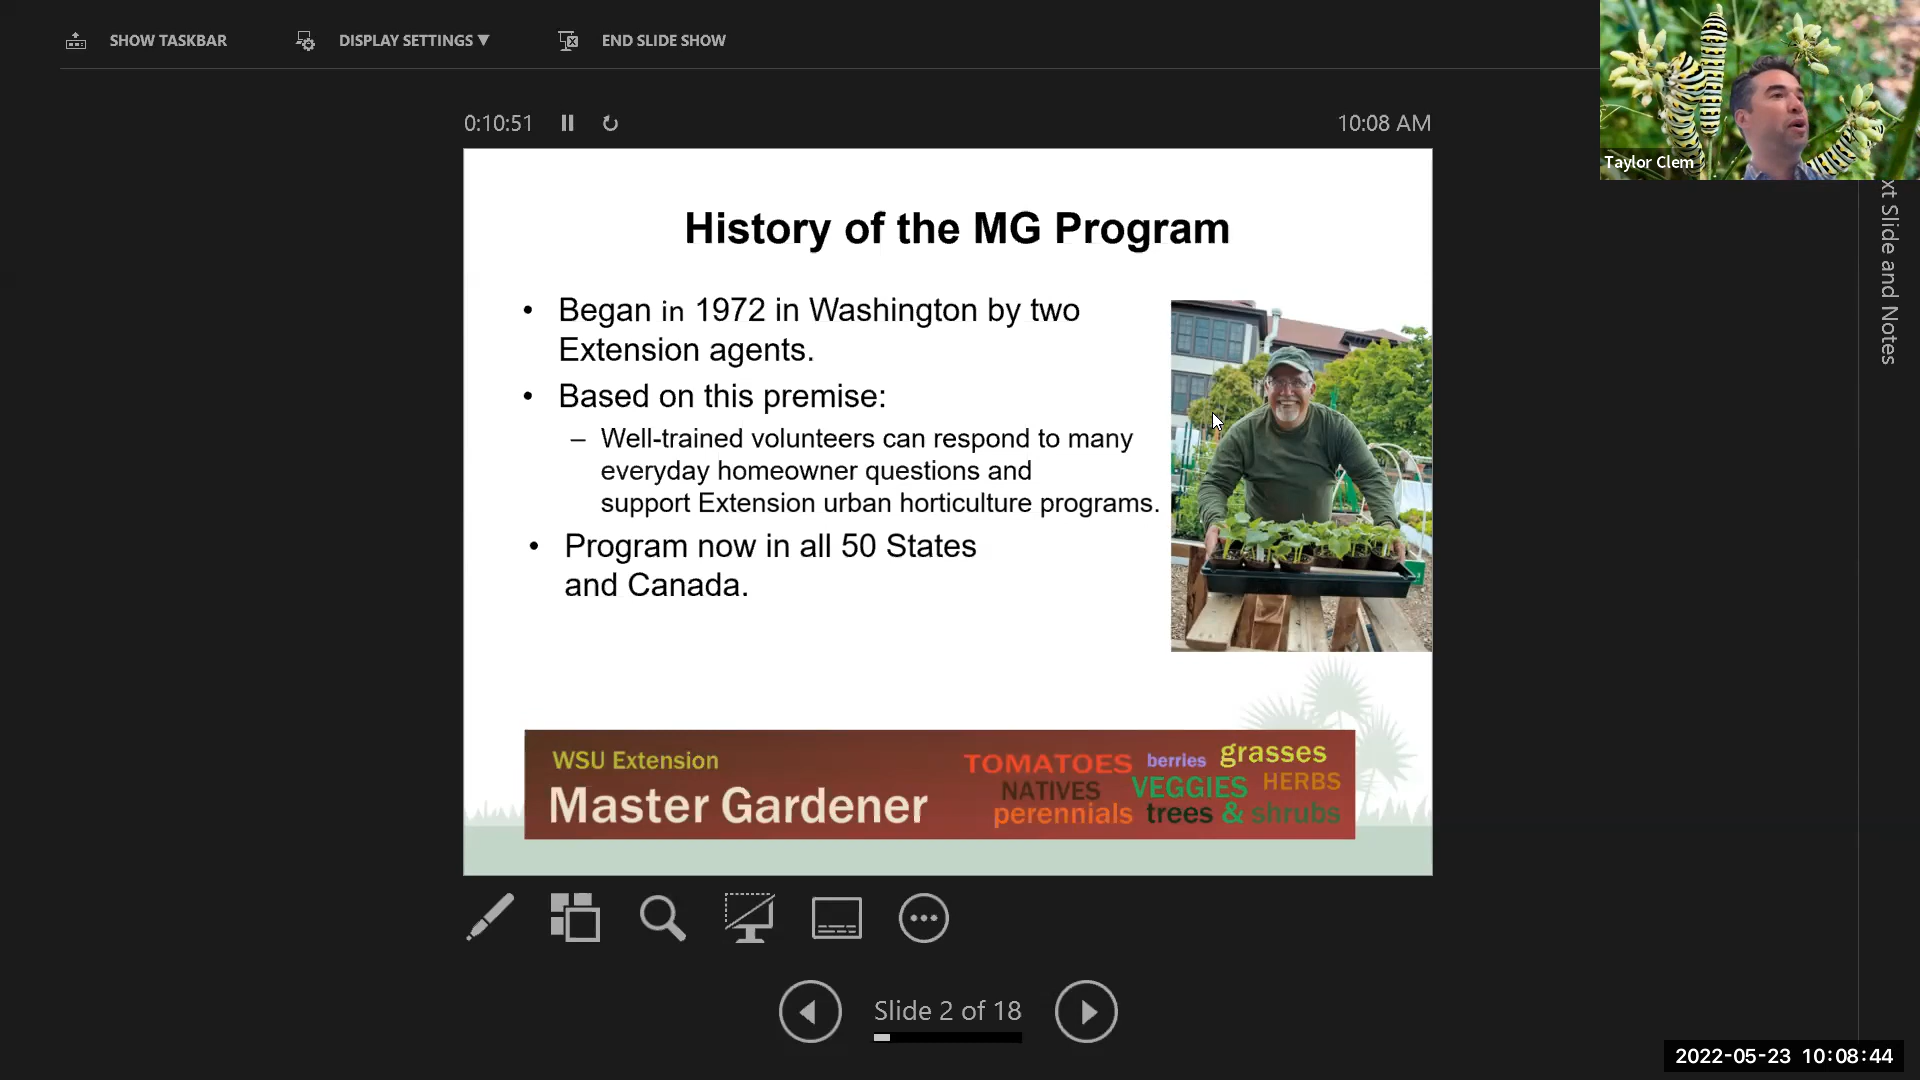 SHOW TASKBAR
DISPLAY SETTINGS ▼
END SLIDE SHOW
0:10:51
10:08 AM
Taylor Clem
xt Slide and Notes
History of the MG Program
• Began in 1972 in Washington by two
Extension agents.
• Based on this premise:
– Well-trained volunteers can respond to many
everyday homeowner questions and
support Extension urban horticulture programs.
• Program now in all 50 States
and Canada.
WSU Extension
Master Gardener
TOMATOES berries grasses
NATIVES VEGGIES HERBS
perennials trees & shrubs
Slide 2 of 18
2022-05-23 10:08:44